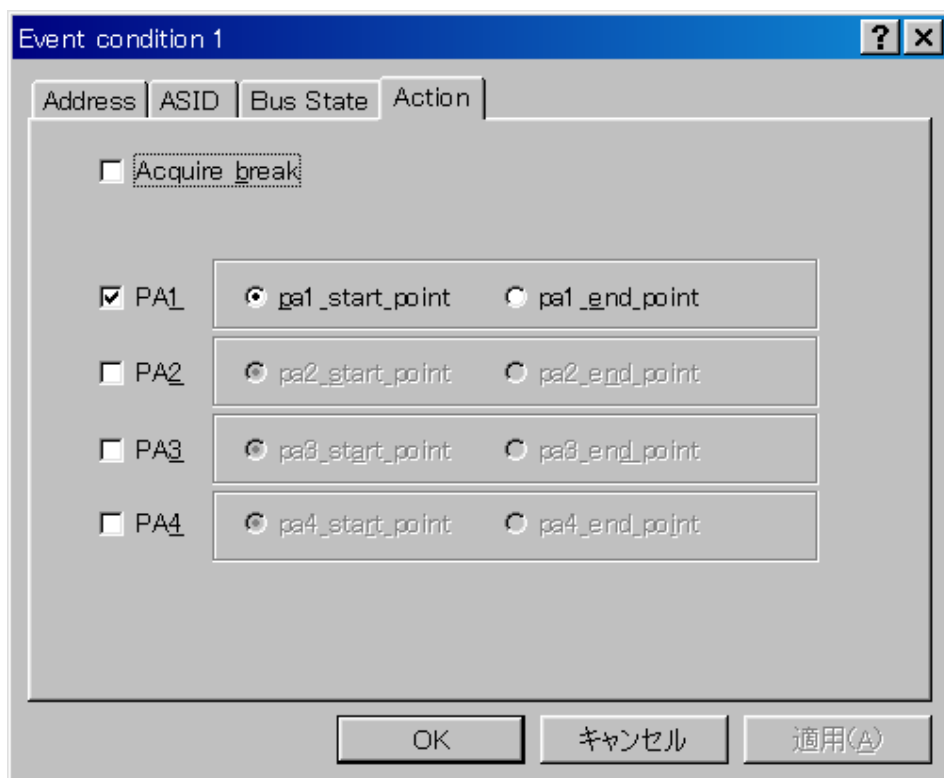 Event condition 1
Address ASID Bus State Action
Acquire break
PA1 pa1_start_point pa1_end_point
PA2 pa2_start_point pa2_end_point
PA3 pa3_start_point pa3_end_point
PA4 pa4_start_point pa4_end_point
OK キャンセル 適用(A)